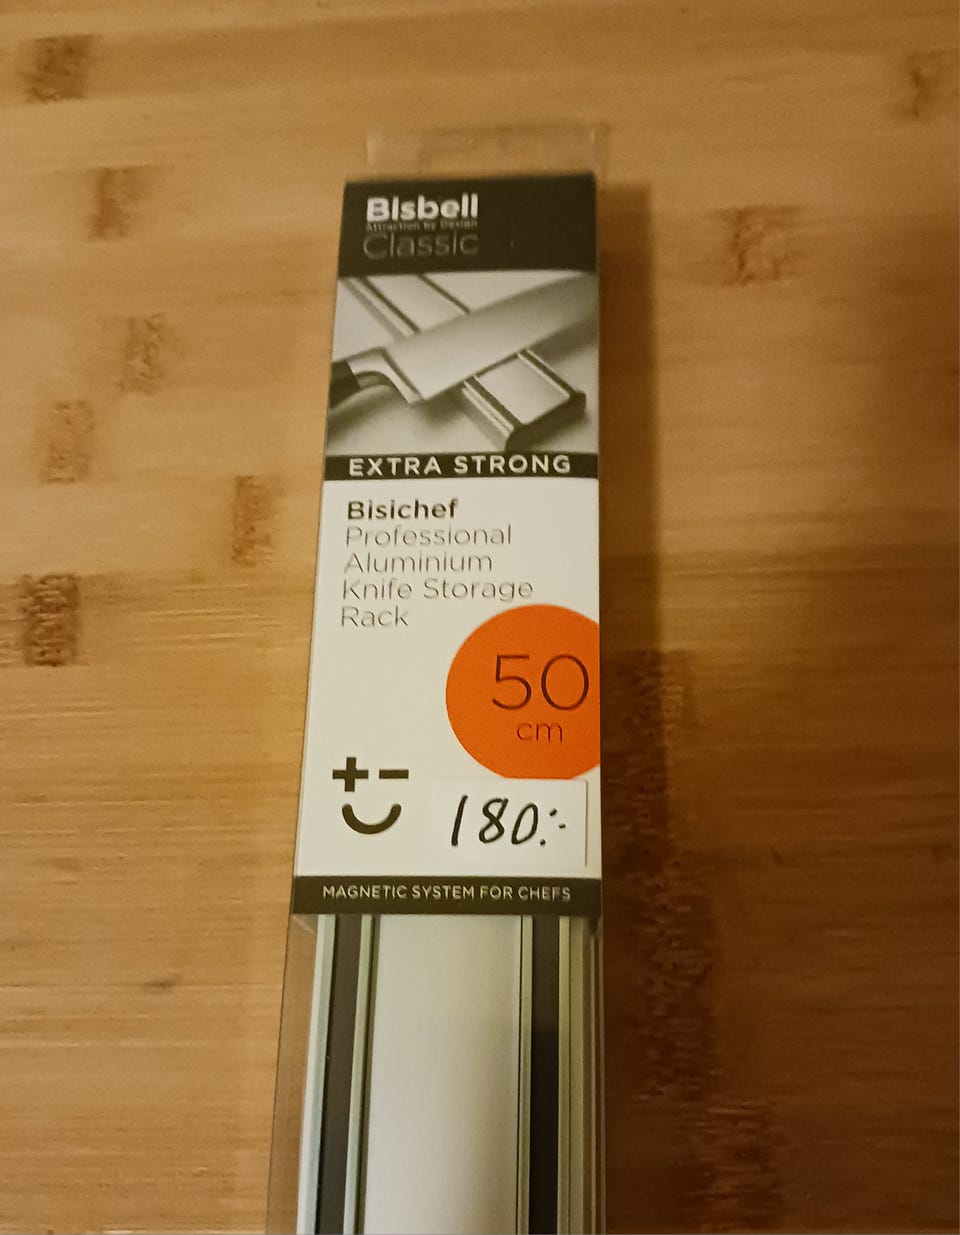 Bisbell
Attraction by Design
Classic
EXTRA STRONG
Bisichef
Professional
Aluminium
Knife Storage
Rack
50
cm
+ -
180:-
MAGNETIC SYSTEM FOR CHEFS